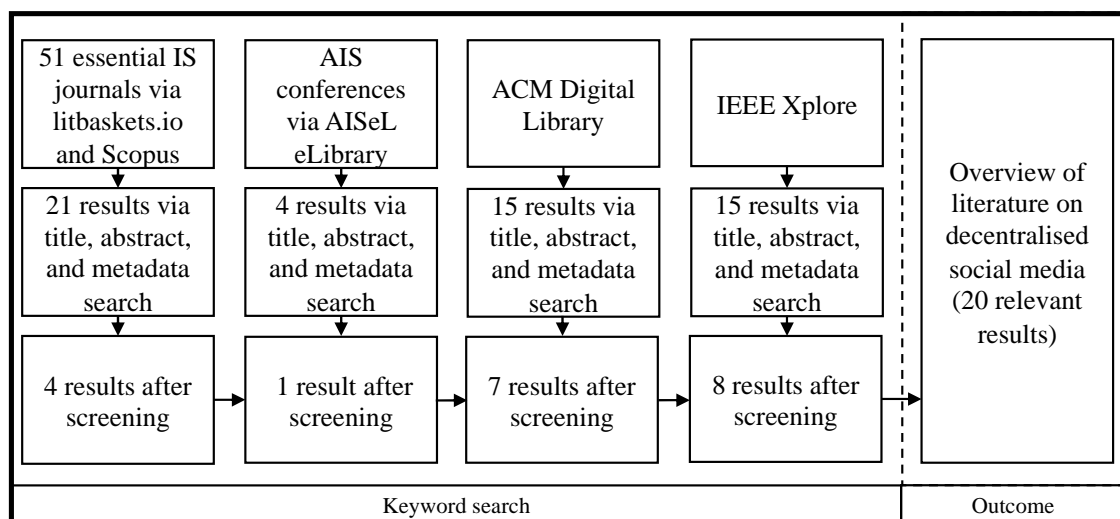 51 essential IS
journals via
litbaskets.io
and Scopus
AIS
conferences
via AISeL
eLibrary
ACM Digital
Library
IEEE Xplore
21 results via
title, abstract,
and metadata
search
4 results via
title, abstract,
and metadata
search
15 results via
title, abstract,
and metadata
search
15 results via
title, abstract,
and metadata
search
4 results after
screening
1 result after
screening
7 results after
screening
8 results after
screening
Overview of
literature on
decentralised
social media
(20 relevant
results)
Keyword search
Outcome